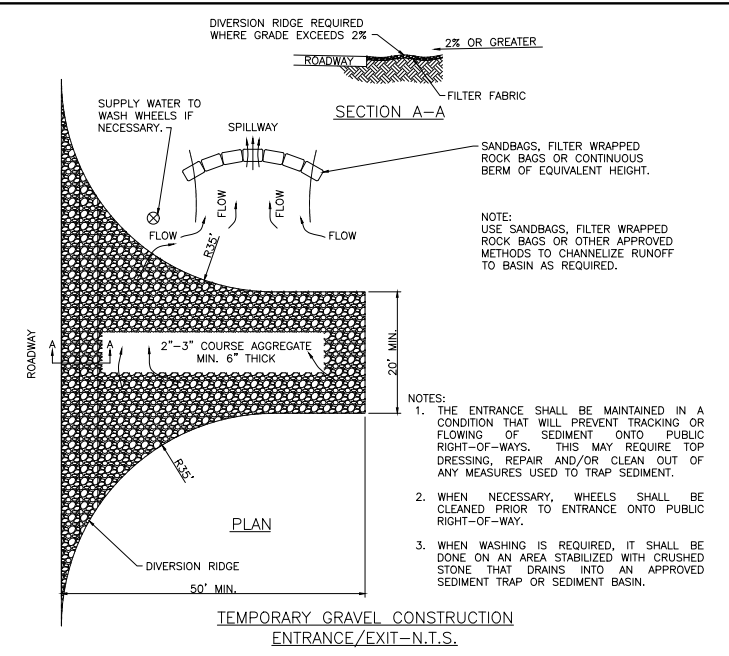 DIVERSION RIDGE REQUIRED
WHERE GRADE EXCEEDS 2%
2% OR GREATER
ROADWAY
FILTER FABRIC
SECTION A-A
SUPPLY WATER TO
WASH WHEELS IF
NECESSARY.
SPILLWAY
SANDBAGS, FILTER WRAPPED
ROCK BAGS OR CONTINUOUS
BERM OF EQUIVALENT HEIGHT.
FLOW
FLOW
FLOW
FLOW
NOTE:
USE SANDBAGS, FILTER WRAPPED
ROCK BAGS OR OTHER APPROVED
METHODS TO CHANNELIZE RUNOFF
TO BASIN AS REQUIRED.
R35'
ROADWAY
A
A
2"-3" COURSE AGGREGATE
MIN. 6" THICK
20' MIN.
R35'
PLAN
DIVERSION RIDGE
50' MIN.
NOTES:
1. THE ENTRANCE SHALL BE MAINTAINED IN A
CONDITION THAT WILL PREVENT TRACKING OR
FLOWING OF SEDIMENT ONTO PUBLIC
RIGHT-OF-WAYS. THIS MAY REQUIRE TOP
DRESSING, REPAIR AND/OR CLEAN OUT OF
ANY MEASURES USED TO TRAP SEDIMENT.
2. WHEN NECESSARY, WHEELS SHALL BE
CLEANED PRIOR TO ENTRANCE ONTO PUBLIC
RIGHT-OF-WAY.
3. WHEN WASHING IS REQUIRED, IT SHALL BE
DONE ON AN AREA STABILIZED WITH CRUSHED
STONE THAT DRAINS INTO AN APPROVED
SEDIMENT TRAP OR SEDIMENT BASIN.
TEMPORARY GRAVEL CONSTRUCTION
ENTRANCE/EXIT-N.T.S.